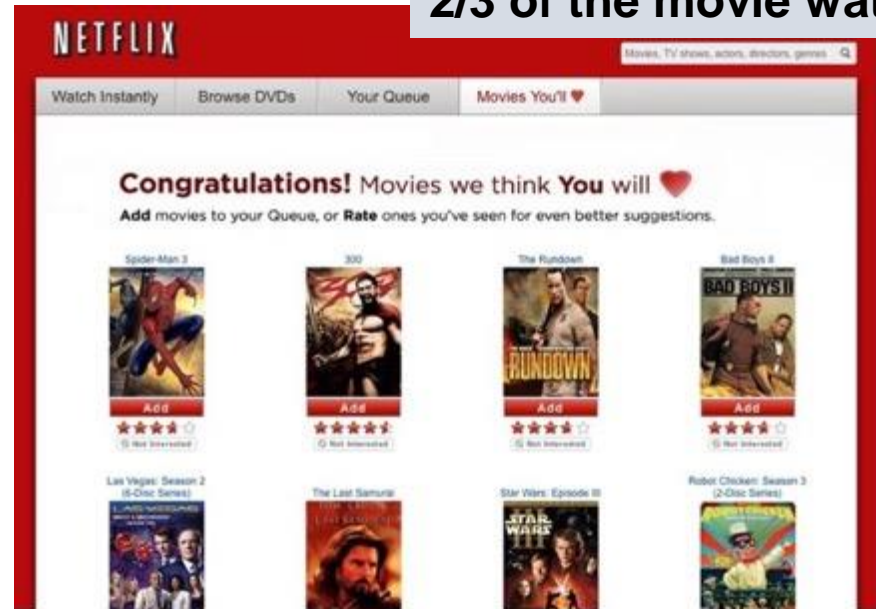 2/3 of the movie wat
NETFLIX
Movies, TV shows, actors, directors, genres
Watch Instantly Browse DVDs Your Queue Movies You'll ♥
Congratulations! Movies we think You will ♥
Add movies to your Queue, or Rate ones you've seen for even better suggestions.
Spider-Man 3 300 The Rundown Bad Boys II
300 RUNDOWN BAD BOYS II
Add Add Add Add
Not Interested Not Interested Not Interested Not Interested
Las Vegas: Season 2 Robot Chicken: Season 3
(6-Disc Series) The Last Samurai Star Wars: Episode III (2-Disc Series)
LAS VEGAS STAR WARS III